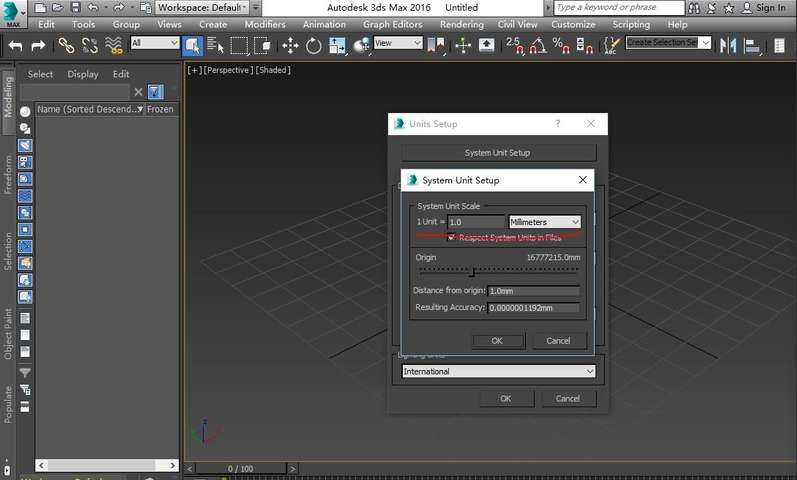 Workspace: Default
Autodesk 3ds Max 2016 Untitled
Type a keyword or phrase
Sign In
MAX
Edit Tools Group Views Create Modifiers Animation Graph Editors Rendering Civil View Customize Scripting Help
All
View
2.5
Create Selection Se
Select Display Edit
[+] [Perspective] [Shaded]
Name (Sorted Descend... Frozen
Modeling
Freeform
Selection
Object Paint
Populate
Units Setup ?
System Unit Setup
System Unit Setup
System Unit Scale
1 Unit = 1.0 Millimeters
Respect System Units in Files
Origin 16777215.0mm
Distance from origin: 1.0mm
Resulting Accuracy: 0.0000001192mm
OK Cancel
International
OK Cancel
z
0 / 100